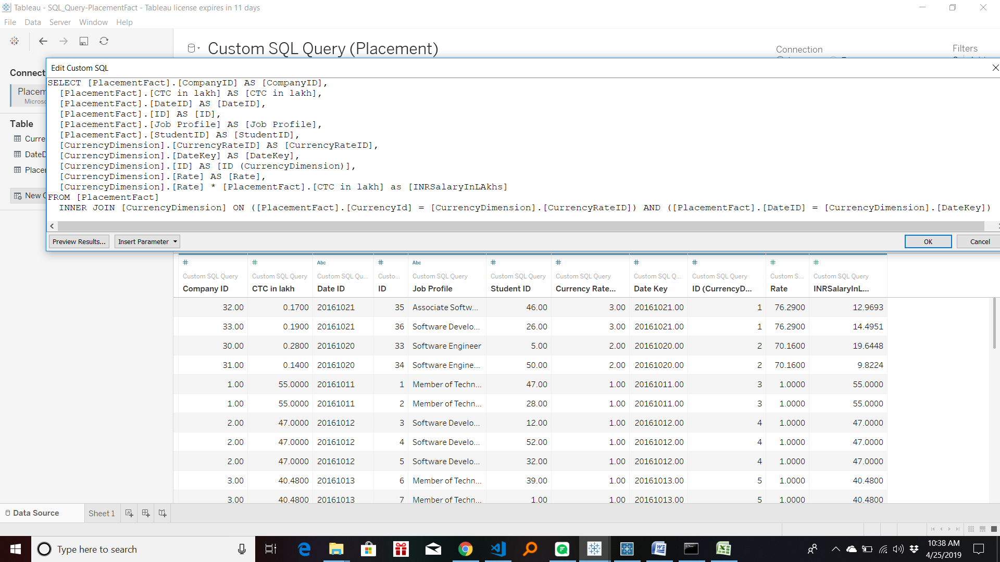 Tableau - SQL_Query-PlacementFact - Tableau license expires in 11 days
File Data Server Window Help
Custom SQL Query (Placement)
Connection
Filters
Connect
Edit Custom SQL
Placem
Micros
Table
Curre
DateD
Placer
New C
SELECT [PlacementFact].[CompanyID] AS [CompanyID],
[PlacementFact].[CTC in lakh] AS [CTC in lakh],
[PlacementFact].[DateID] AS [DateID],
[PlacementFact].[ID] AS [ID],
[PlacementFact].[Job Profile] AS [Job Profile],
[PlacementFact].[StudentID] AS [StudentID],
[CurrencyDimension].[CurrencyRateID] AS [CurrencyRateID],
[CurrencyDimension].[DateKey] AS [DateKey],
[CurrencyDimension].[ID] AS [ID (CurrencyDimension)],
[CurrencyDimension].[Rate] AS [Rate],
[CurrencyDimension].[Rate] * [PlacementFact].[CTC in lakh] as [INRSalaryInLAkhs]
FROM [PlacementFact]
INNER JOIN [CurrencyDimension] ON ([PlacementFact].[CurrencyId] = [CurrencyDimension].[CurrencyRateID]) AND ([PlacementFact].[DateID] = [CurrencyDimension].[DateKey])
Preview Results... Insert Parameter OK Cancel
# # Abc # Abc # # # # # #
Custom SQL Query Custom SQL Query Custom SQL Qu... Custo... Custom SQL Query Custom SQL Query Custom SQL Query Custom SQL Q... Custom SQL Query Custom S... Custom SQL Query
Company ID CTC in lakh Date ID ID Job Profile Student ID Currency Rate... Date Key ID (CurrencyD... Rate INRSalaryInL...
32.00 0.1700 20161021 35 Associate Softw... 46.00 3.00 20161021.00 1 76.2900 12.9693
33.00 0.1900 20161021 36 Software Develo... 26.00 3.00 20161021.00 1 76.2900 14.4951
30.00 0.2800 20161020 33 Software Engineer 5.00 2.00 20161020.00 2 70.1600 19.6448
31.00 0.1400 20161020 34 Software Engine... 50.00 2.00 20161020.00 2 70.1600 9.8224
1.00 55.0000 20161011 1 Member of Techn... 47.00 1.00 20161011.00 3 1.0000 55.0000
1.00 55.0000 20161011 2 Member of Techn... 28.00 1.00 20161011.00 3 1.0000 55.0000
2.00 47.0000 20161012 3 Software Develo... 12.00 1.00 20161012.00 4 1.0000 47.0000
2.00 47.0000 20161012 4 Software Develo... 52.00 1.00 20161012.00 4 1.0000 47.0000
2.00 47.0000 20161012 5 Software Develo... 32.00 1.00 20161012.00 4 1.0000 47.0000
3.00 40.4800 20161013 6 Member of Techn... 39.00 1.00 20161013.00 5 1.0000 40.4800
3.00 40.4800 20161013 7 Member of Techn... 1.00 1.00 20161013.00 5 1.0000 40.4800
Data Source Sheet 1
Type here to search
10:38 AM
4/25/2019